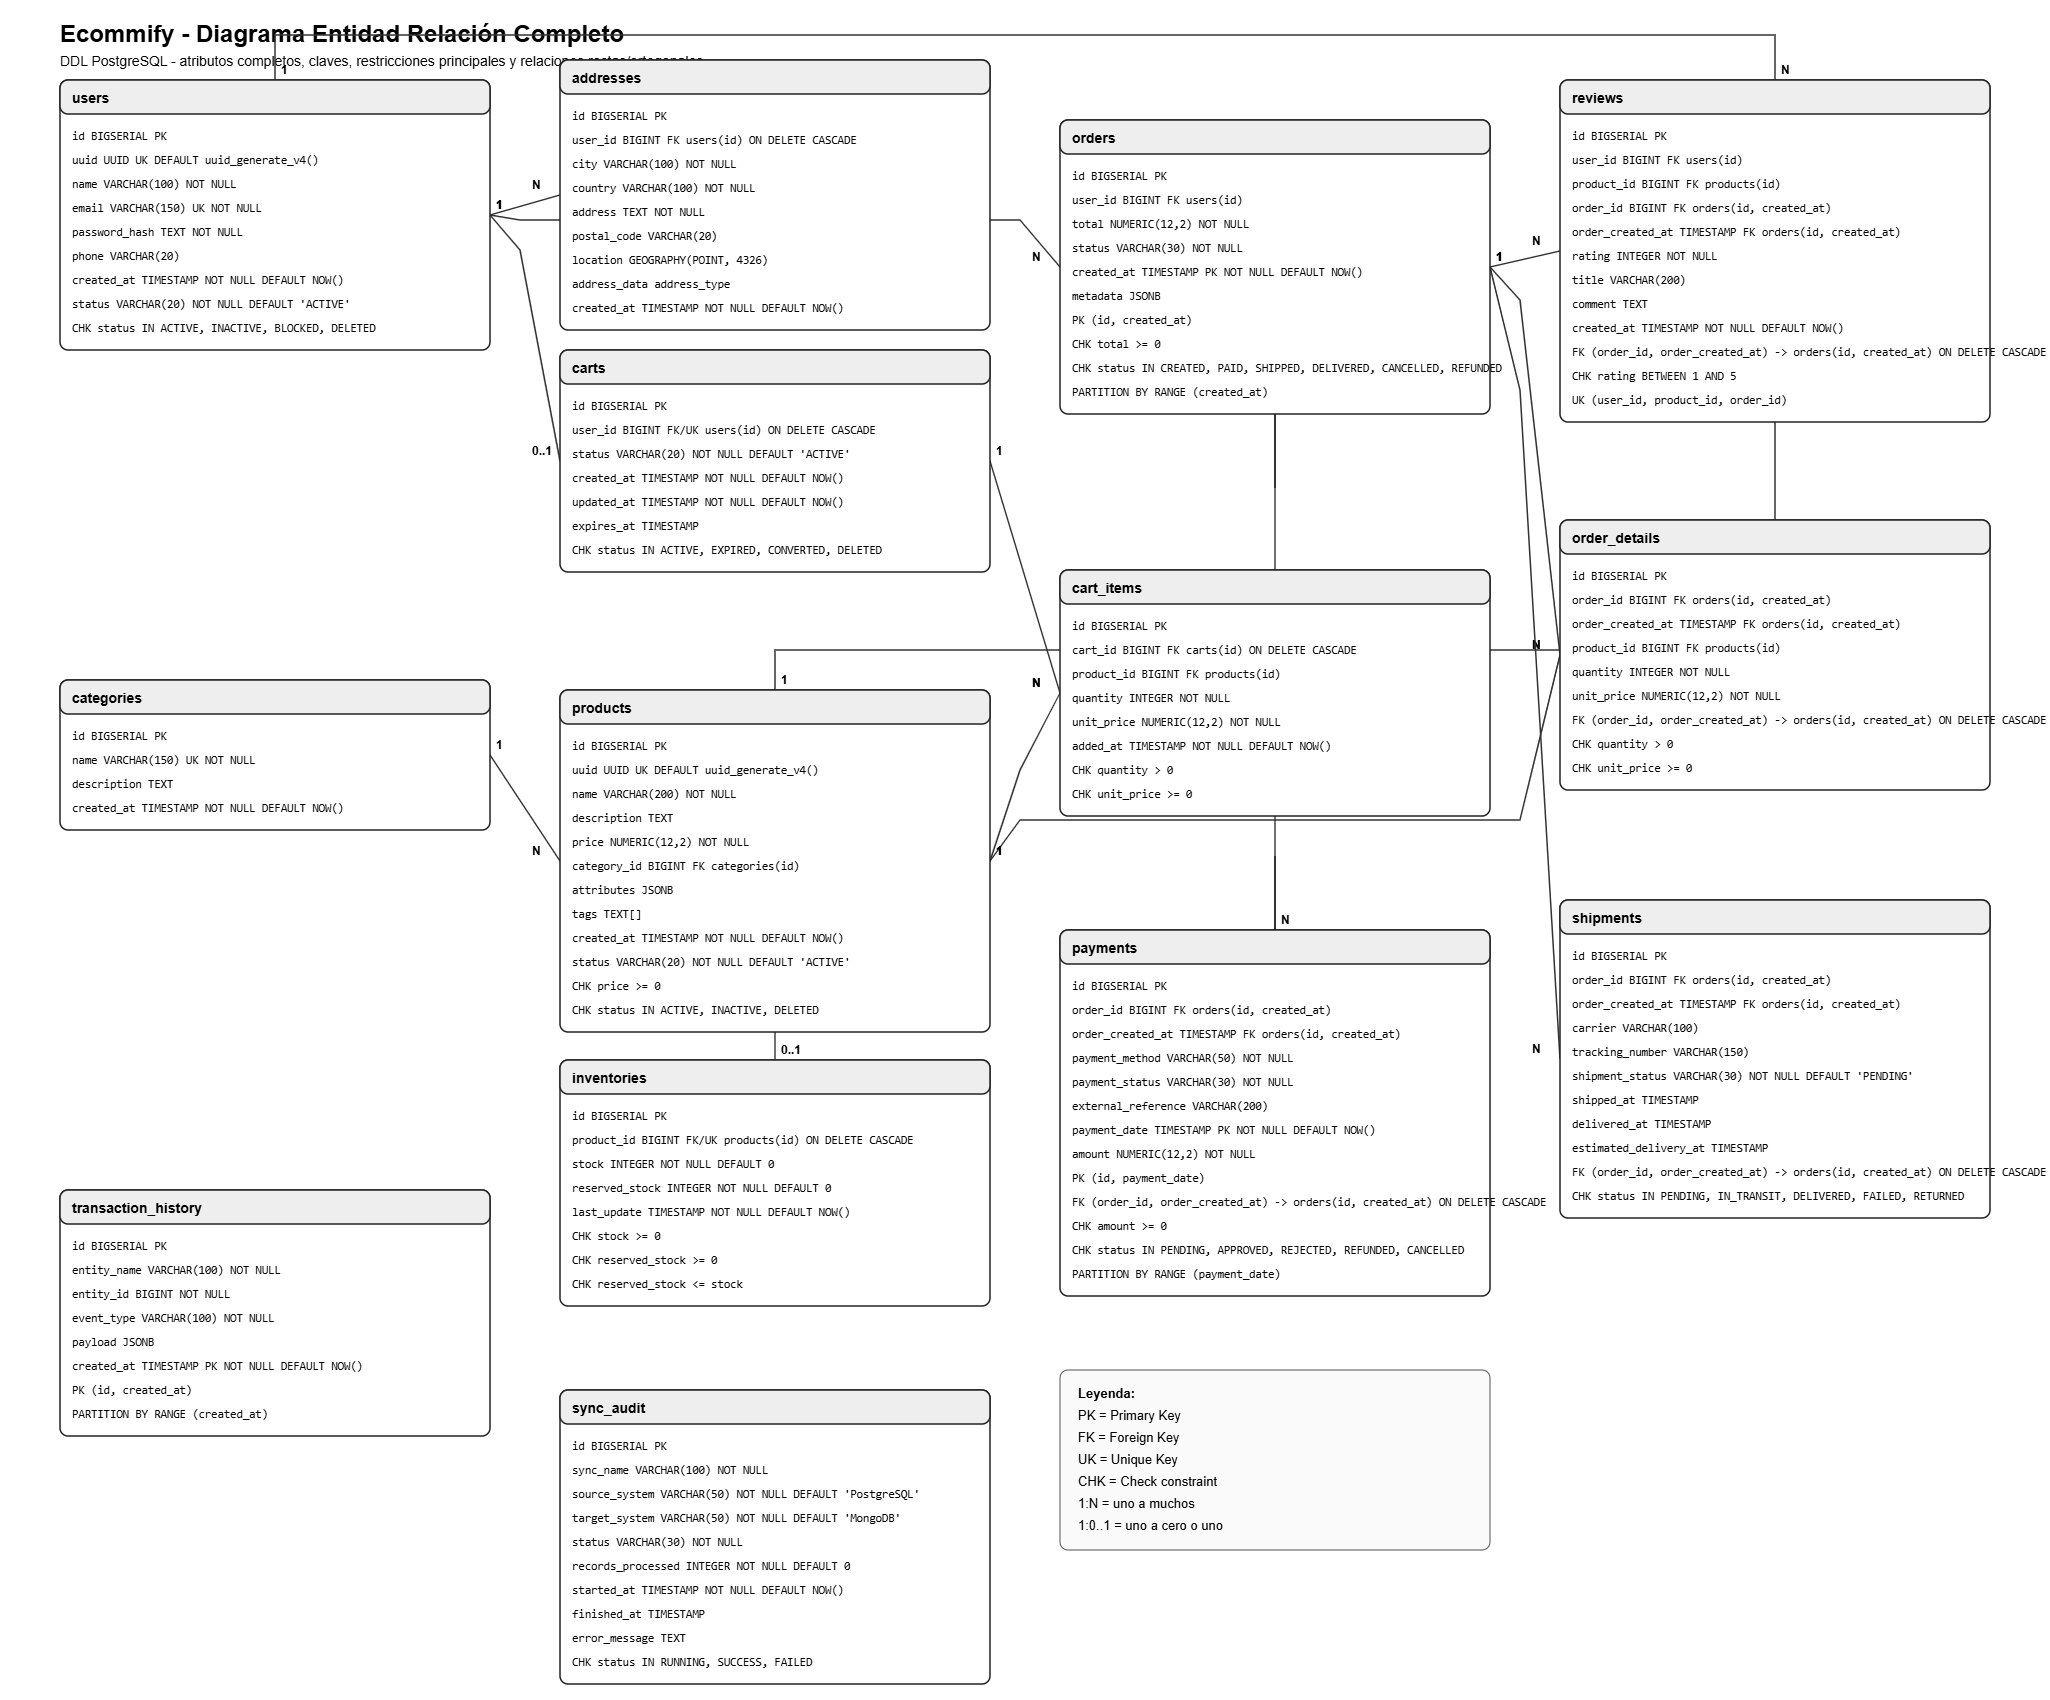 Ecommify - Diagrama Entidad Relación Completo
DDL PostgreSQL - atributos completos, claves, restricciones principales y relaciones rectas/ortogonales
1
N
users
id BIGSERIAL PK
uuid UUID UK DEFAULT uuid_generate_v4()
name VARCHAR(100) NOT NULL
email VARCHAR(150) UK NOT NULL
password_hash TEXT NOT NULL
phone VARCHAR(20)
created_at TIMESTAMP NOT NULL DEFAULT NOW()
status VARCHAR(20) NOT NULL DEFAULT 'ACTIVE'
CHK status IN ACTIVE, INACTIVE, BLOCKED, DELETED
1
N
0..1
addresses
id BIGSERIAL PK
user_id BIGINT FK users(id) ON DELETE CASCADE
city VARCHAR(100) NOT NULL
country VARCHAR(100) NOT NULL
address TEXT NOT NULL
postal_code VARCHAR(20)
location GEOGRAPHY(POINT, 4326)
address_data address_type
created_at TIMESTAMP NOT NULL DEFAULT NOW()
carts
id BIGSERIAL PK
user_id BIGINT FK/UK users(id) ON DELETE CASCADE
status VARCHAR(20) NOT NULL DEFAULT 'ACTIVE'
created_at TIMESTAMP NOT NULL DEFAULT NOW()
updated_at TIMESTAMP NOT NULL DEFAULT NOW()
expires_at TIMESTAMP
CHK status IN ACTIVE, EXPIRED, CONVERTED, DELETED
1
N
orders
id BIGSERIAL PK
user_id BIGINT FK users(id)
total NUMERIC(12,2) NOT NULL
status VARCHAR(30) NOT NULL
created_at TIMESTAMP PK NOT NULL DEFAULT NOW()
metadata JSONB
PK (id, created_at)
CHK total >= 0
CHK status IN CREATED, PAID, SHIPPED, DELIVERED, CANCELLED, REFUNDED
PARTITION BY RANGE (created_at)
1
N
reviews
id BIGSERIAL PK
user_id BIGINT FK users(id)
product_id BIGINT FK products(id)
order_id BIGINT FK orders(id, created_at)
order_created_at TIMESTAMP FK orders(id, created_at)
rating INTEGER NOT NULL
title VARCHAR(200)
comment TEXT
created_at TIMESTAMP NOT NULL DEFAULT NOW()
FK (order_id, order_created_at) -> orders(id, created_at) ON DELETE CASCADE
CHK rating BETWEEN 1 AND 5
UK (user_id, product_id, order_id)
cart_items
id BIGSERIAL PK
cart_id BIGINT FK carts(id) ON DELETE CASCADE
product_id BIGINT FK products(id)
quantity INTEGER NOT NULL
unit_price NUMERIC(12,2) NOT NULL
added_at TIMESTAMP NOT NULL DEFAULT NOW()
CHK quantity > 0
CHK unit_price >= 0
N
N
order_details
id BIGSERIAL PK
order_id BIGINT FK orders(id, created_at)
order_created_at TIMESTAMP FK orders(id, created_at)
product_id BIGINT FK products(id)
quantity INTEGER NOT NULL
unit_price NUMERIC(12,2) NOT NULL
FK (order_id, order_created_at) -> orders(id, created_at) ON DELETE CASCADE
CHK quantity > 0
CHK unit_price >= 0
categories
id BIGSERIAL PK
name VARCHAR(150) UK NOT NULL
description TEXT
created_at TIMESTAMP NOT NULL DEFAULT NOW()
1
N
1
products
id BIGSERIAL PK
uuid UUID UK DEFAULT uuid_generate_v4()
name VARCHAR(200) NOT NULL
description TEXT
price NUMERIC(12,2) NOT NULL
category_id BIGINT FK categories(id)
attributes JSONB
tags TEXT[]
created_at TIMESTAMP NOT NULL DEFAULT NOW()
status VARCHAR(20) NOT NULL DEFAULT 'ACTIVE'
CHK price >= 0
CHK status IN ACTIVE, INACTIVE, DELETED
1
0..1
inventories
id BIGSERIAL PK
product_id BIGINT FK/UK products(id) ON DELETE CASCADE
stock INTEGER NOT NULL DEFAULT 0
reserved_stock INTEGER NOT NULL DEFAULT 0
last_update TIMESTAMP NOT NULL DEFAULT NOW()
CHK stock >= 0
CHK reserved_stock >= 0
CHK reserved_stock <= stock
N
payments
id BIGSERIAL PK
order_id BIGINT FK orders(id, created_at)
order_created_at TIMESTAMP FK orders(id, created_at)
payment_method VARCHAR(50) NOT NULL
payment_status VARCHAR(30) NOT NULL
external_reference VARCHAR(200)
payment_date TIMESTAMP PK NOT NULL DEFAULT NOW()
amount NUMERIC(12,2) NOT NULL
PK (id, payment_date)
FK (order_id, order_created_at) -> orders(id, created_at) ON DELETE CASCADE
CHK amount >= 0
CHK status IN PENDING, APPROVED, REJECTED, REFUNDED, CANCELLED
PARTITION BY RANGE (payment_date)
N
shipments
id BIGSERIAL PK
order_id BIGINT FK orders(id, created_at)
order_created_at TIMESTAMP FK orders(id, created_at)
carrier VARCHAR(100)
tracking_number VARCHAR(150)
shipment_status VARCHAR(30) NOT NULL DEFAULT 'PENDING'
shipped_at TIMESTAMP
delivered_at TIMESTAMP
estimated_delivery_at TIMESTAMP
FK (order_id, order_created_at) -> orders(id, created_at) ON DELETE CASCADE
CHK status IN PENDING, IN_TRANSIT, DELIVERED, FAILED, RETURNED
transaction_history
id BIGSERIAL PK
entity_name VARCHAR(100) NOT NULL
entity_id BIGINT NOT NULL
event_type VARCHAR(100) NOT NULL
payload JSONB
created_at TIMESTAMP PK NOT NULL DEFAULT NOW()
PK (id, created_at)
PARTITION BY RANGE (created_at)
sync_audit
id BIGSERIAL PK
sync_name VARCHAR(100) NOT NULL
source_system VARCHAR(50) NOT NULL DEFAULT 'PostgreSQL'
target_system VARCHAR(50) NOT NULL DEFAULT 'MongoDB'
status VARCHAR(30) NOT NULL
records_processed INTEGER NOT NULL DEFAULT 0
started_at TIMESTAMP NOT NULL DEFAULT NOW()
finished_at TIMESTAMP
error_message TEXT
CHK status IN RUNNING, SUCCESS, FAILED
Leyenda:
PK = Primary Key
FK = Foreign Key
UK = Unique Key
CHK = Check constraint
1:N = uno a muchos
1:0..1 = uno a cero o uno